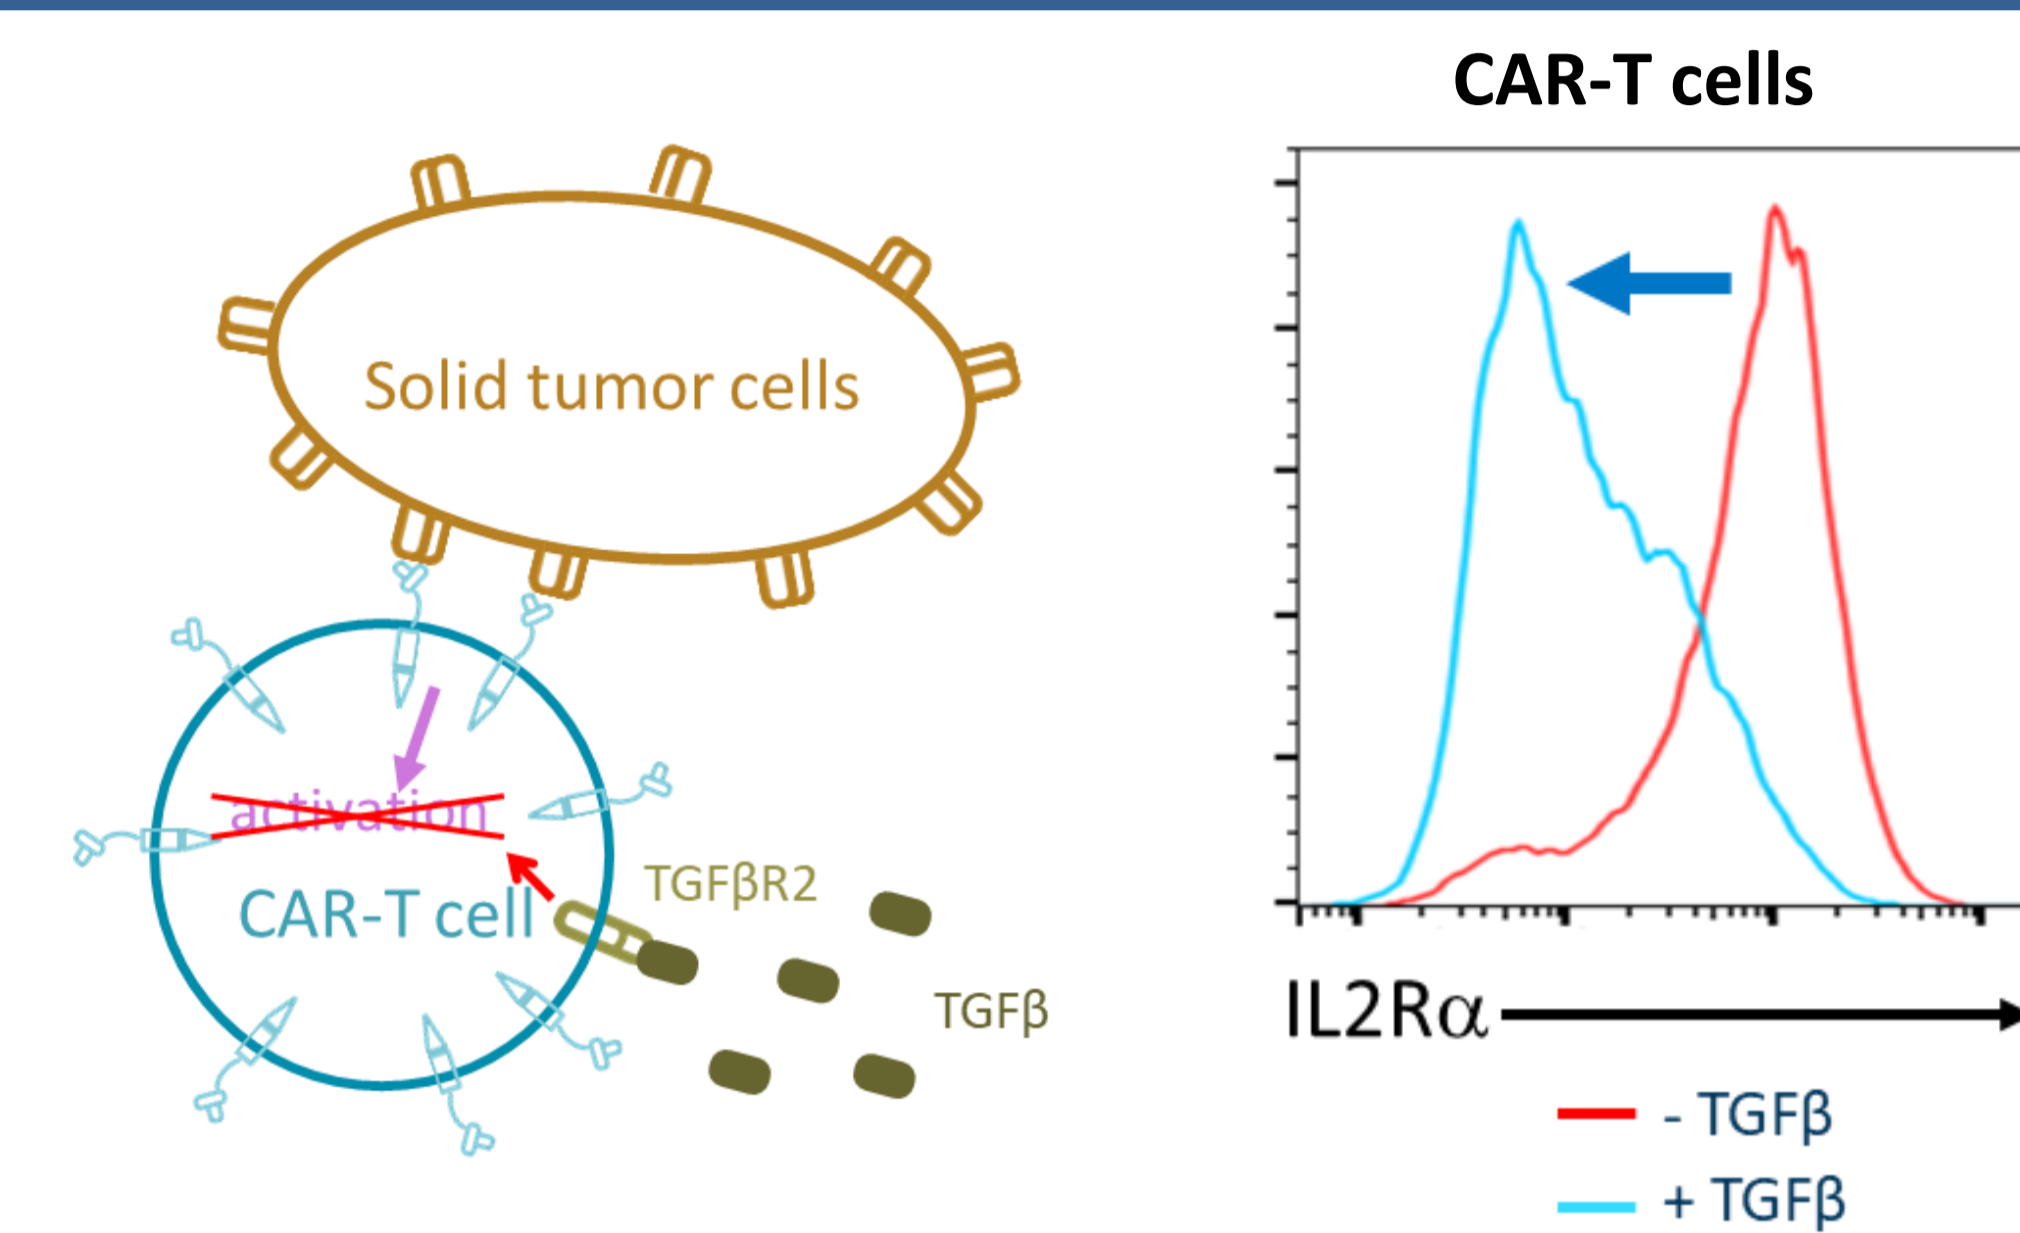 CAR-T cells
Solid tumor cells
activation
TGFβR2
CAR-T cell
TGFβ
IL2Rα
- TGFβ
+ TGFβ